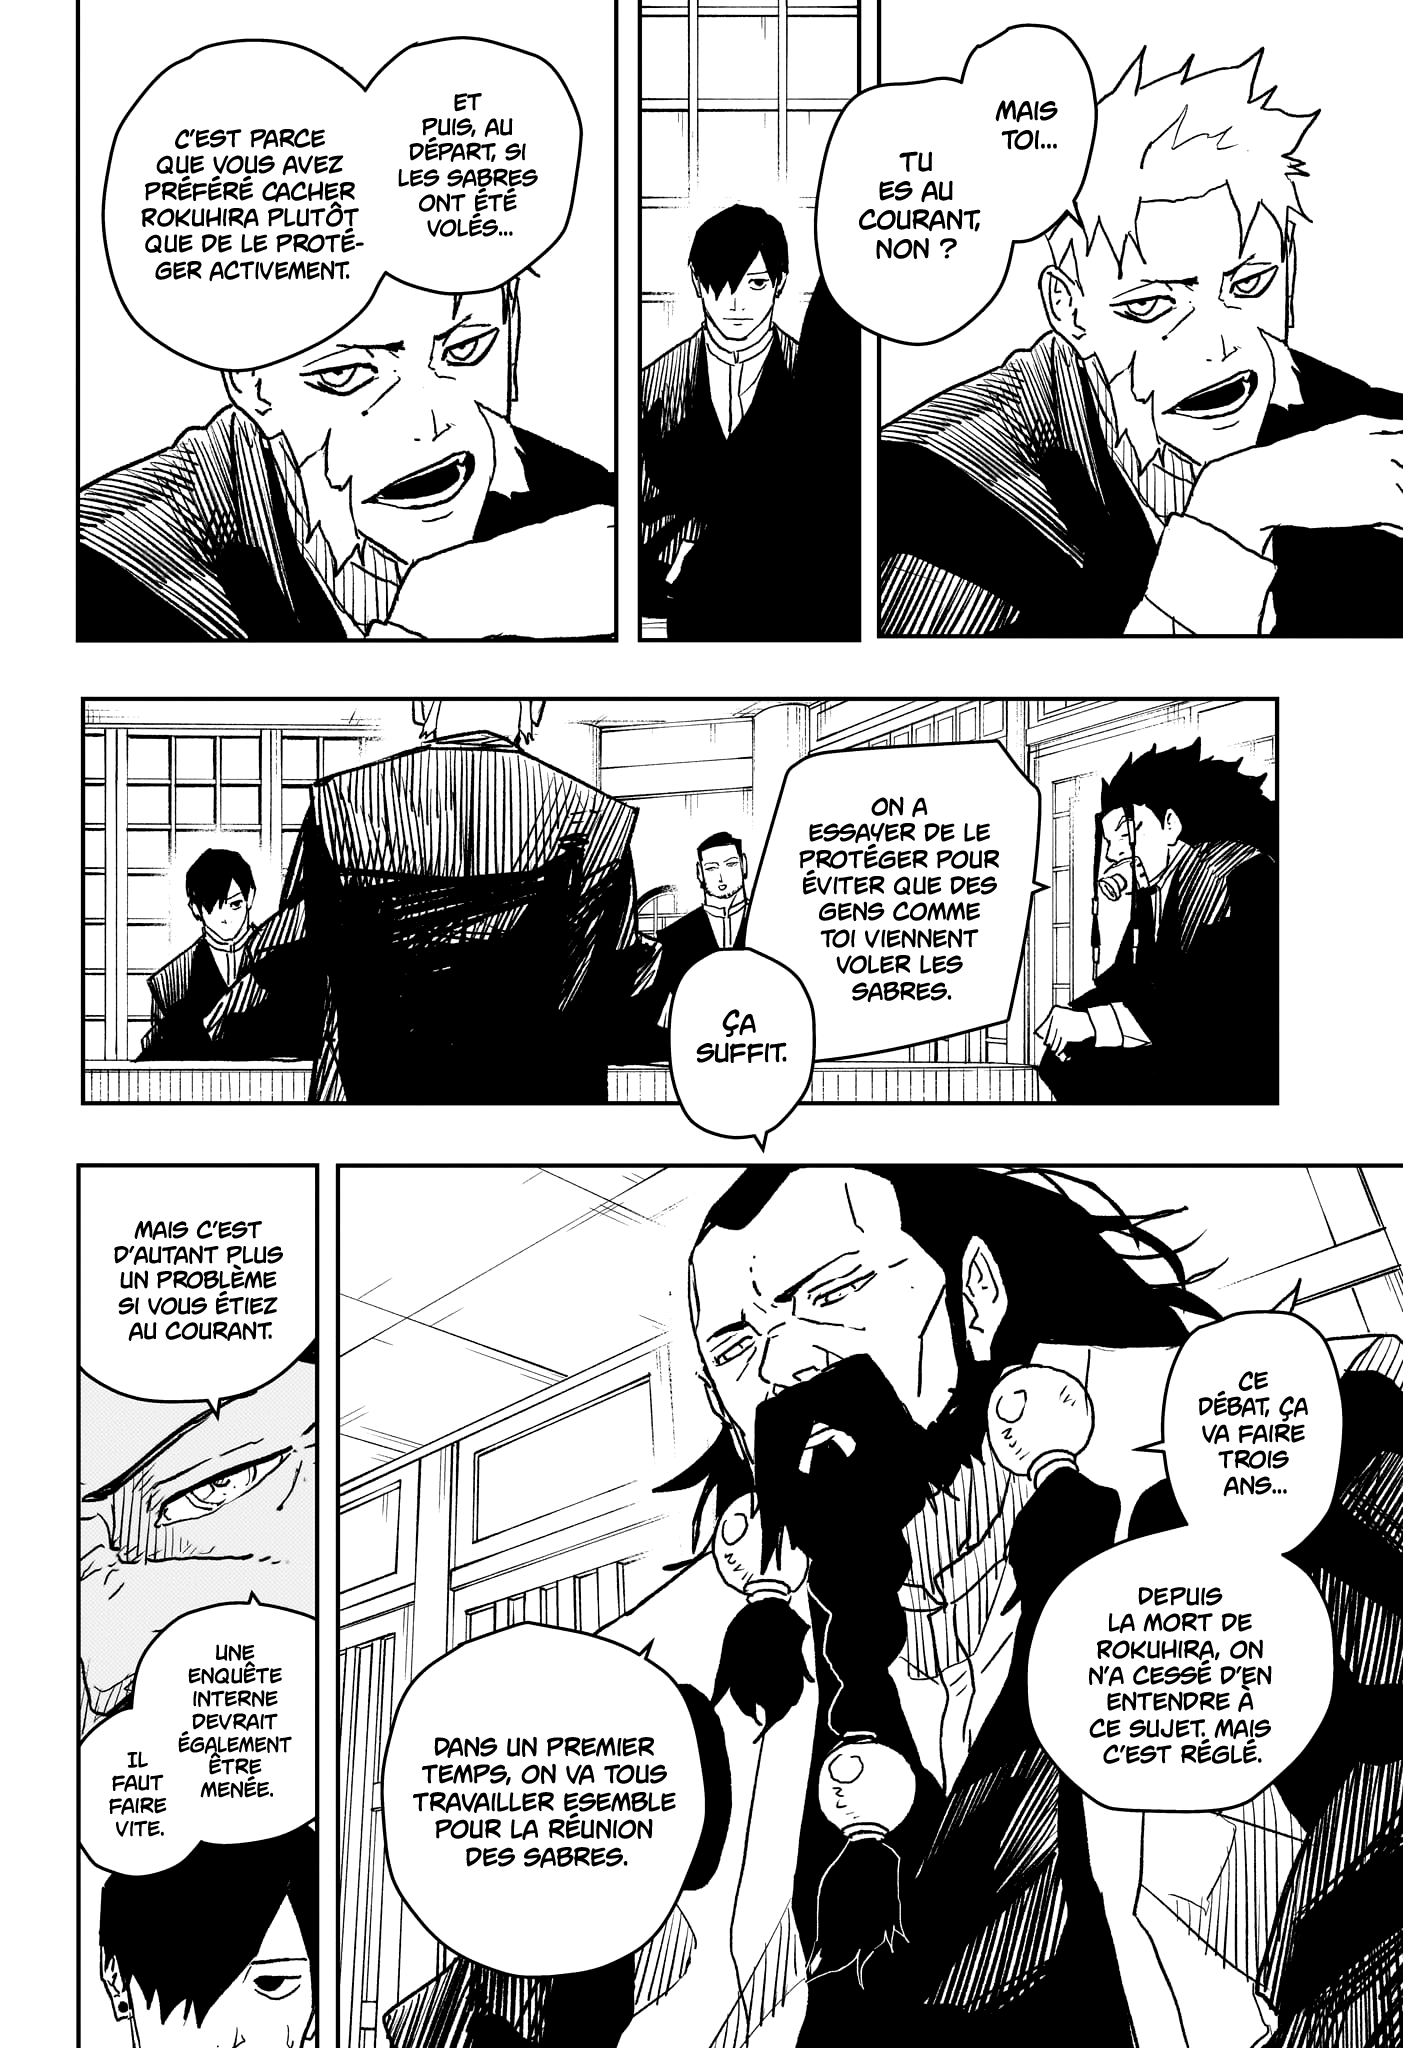 MAIS
TOI...
TU
ES AU
COURANT,
NON ?
ET
PUIS, AU
DÉPART, SI
LES SABRES
ONT ÉTÉ
VOLÉS...
C'EST PARCE
QUE VOUS AVEZ
PRÉFÉRÉ CACHER
ROKUHIRA PLUTÔT
QUE DE LE PROTÉ-
GER ACTIVEMENT.
ON A
ESSAYER DE LE
PROTÉGER POUR
ÉVITER QUE DES
GENS COMME
TOI VIENNENT
VOLER LES
SABRES.
ÇA
SUFFIT.
CE
DÉBAT, ÇA
VA FAIRE
TROIS
ANS...
DEPUIS
LA MORT DE
ROKUHIRA, ON
N'A CESSÉ D'EN
ENTENDRE À
CE SUJET. MAIS
C'EST RÉGLÉ.
DANS UN PREMIER
TEMPS, ON VA TOUS
TRAVAILLER ESEMBLE
POUR LA RÉUNION
DES SABRES.
MAIS C'EST
D'AUTANT PLUS
UN PROBLÈME
SI VOUS ÉTIEZ
AU COURANT.
UNE
ENQUÊTE
INTERNE
DEVRAIT
ÉGALEMENT
ÊTRE
MENÉE.
IL
FAUT
FAIRE
VITE.